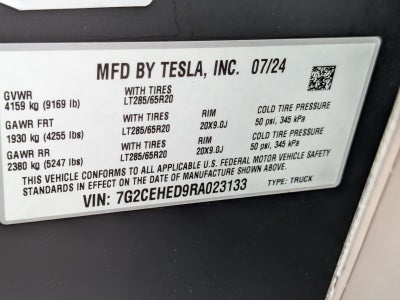 MFD BY TESLA, INC. 07/24
GVWR
4159 kg (9169 lb) WITH TIRES
GAWR FRT LT285/65R20 RIM COLD TIRE PRESSURE
1930 kg (4255 lbs) LT285/65R20 20X9.0J 50 psi, 345 kPa
GAWR RR WITH TIRES RIM COLD TIRE PRESSURE
2380 kg (5247 lbs) LT285/65R20 20X9.0J 50 psi, 345 kPa
THIS VEHICLE CONFORMS TO ALL APPLICABLE U.S. FEDERAL MOTOR VEHICLE SAFETY
STANDARDS IN EFFECT ON THE DATE OF MANUFACTURE SHOWN ABOVE.
VIN: 7G2CEHED9RA023133 TYPE: TRUCK